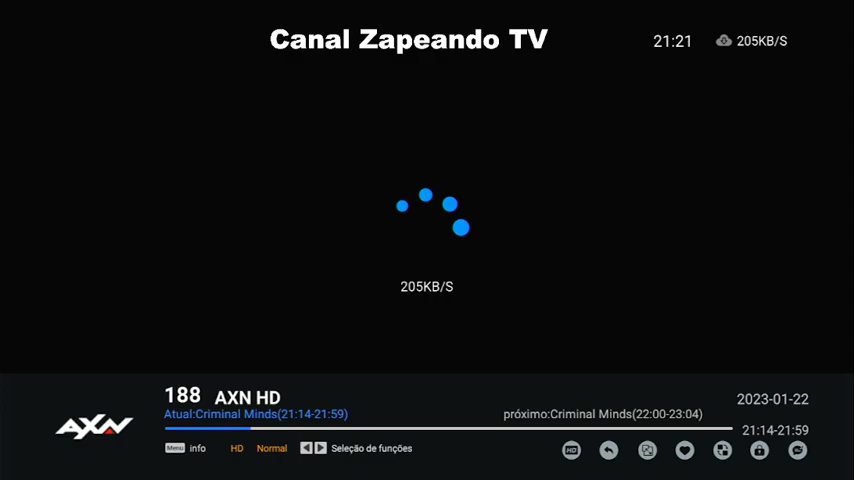 Canal Zapeando TV
21:21
205KB/S
205KB/S
188 AXN HD
2023-01-22
Atual:Criminal Minds(21:14-21:59)
próximo:Criminal Minds(22:00-23:04)
AXN
21:14-21:59
Menu info HD Normal Seleção de funções
HD